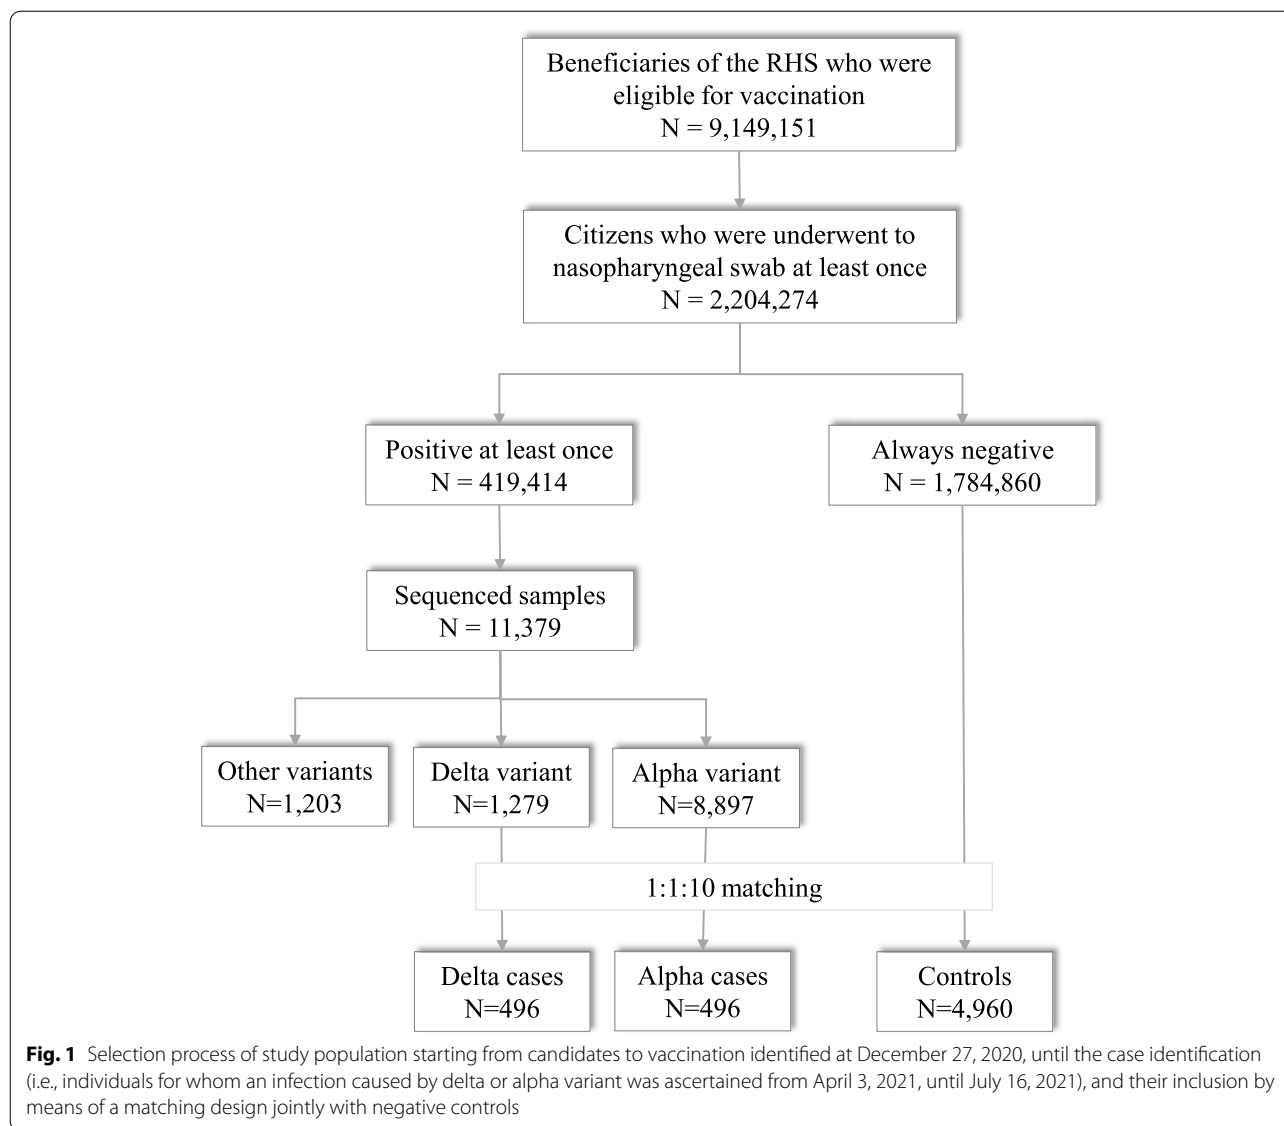 Beneficiaries of the RHS who were
eligible for vaccination
N = 9,149,151
Citizens who were underwent to
nasopharyngeal swab at least once
N = 2,204,274
Positive at least once
N = 419,414
Always negative
N = 1,784,860
Sequenced samples
N = 11,379
Other variants
N=1,203
Delta variant
N=1,279
Alpha variant
N=8,897
1:1:10 matching
Delta cases
N=496
Alpha cases
N=496
Controls
N=4,960
Fig. 1 Selection process of study population starting from candidates to vaccination identified at December 27, 2020, until the case identification
(i.e., individuals for whom an infection caused by delta or alpha variant was ascertained from April 3, 2021, until July 16, 2021), and their inclusion by
means of a matching design jointly with negative controls